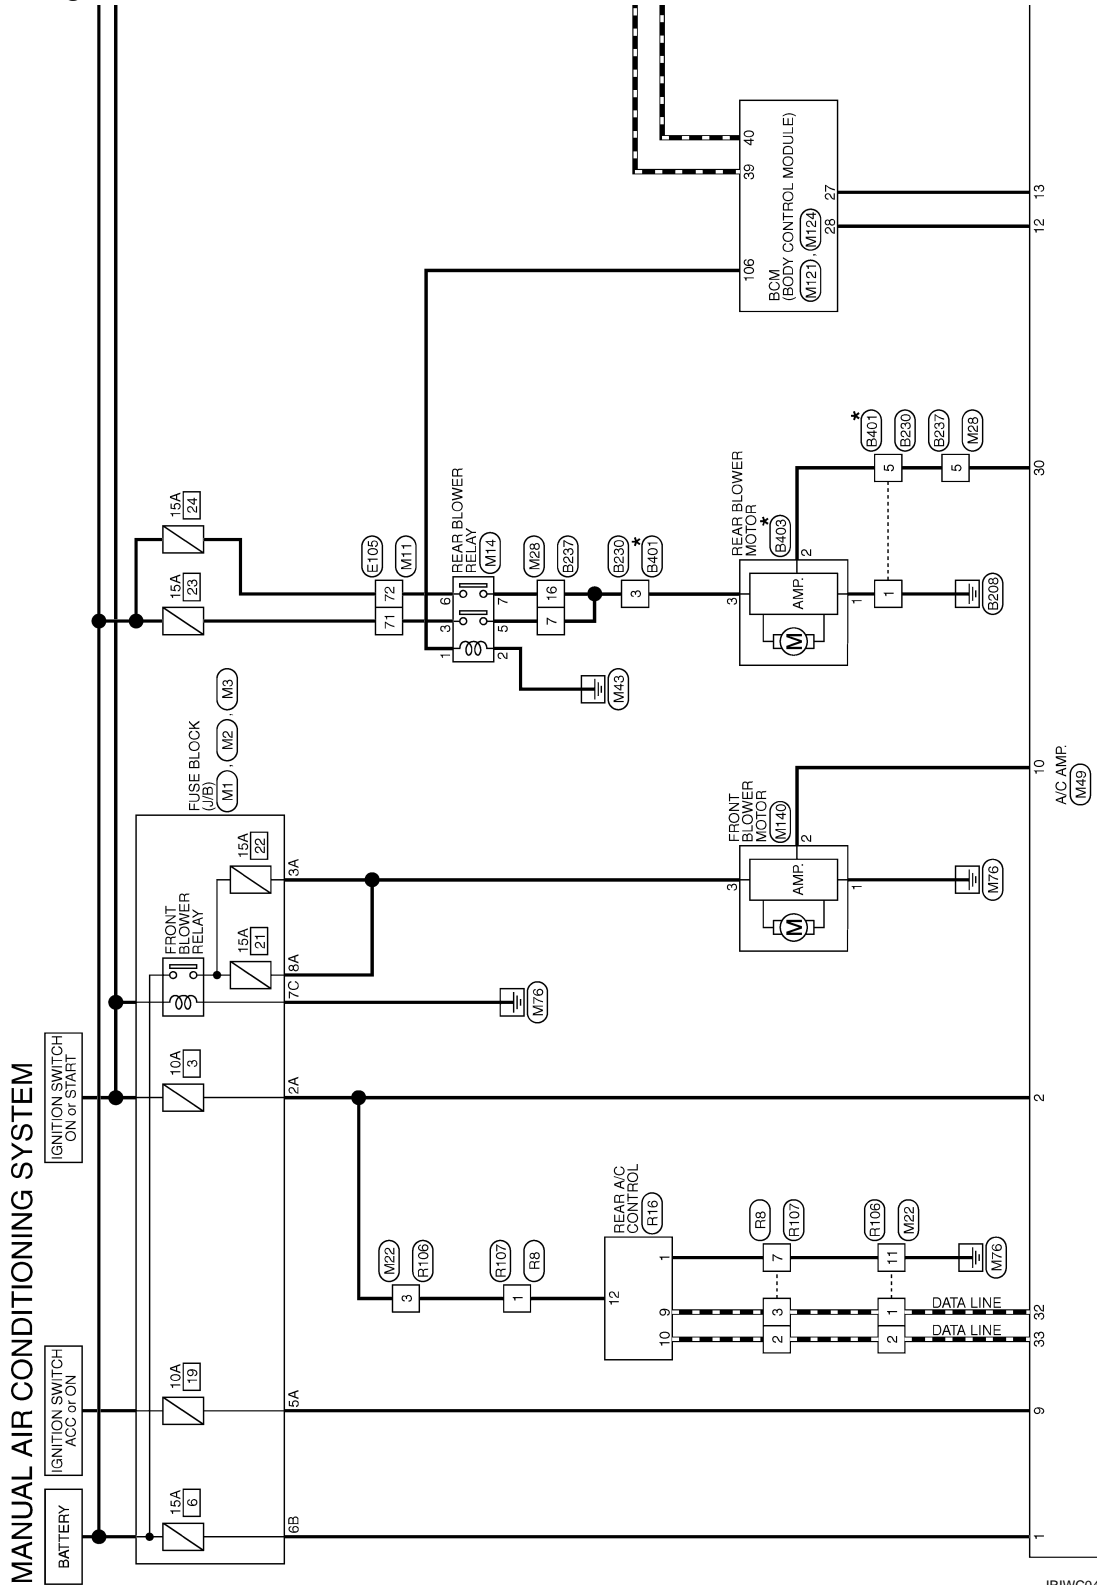 MANUAL AIR CONDITIONING SYSTEM
BATTERY
IGNITION SWITCH
ACC or ON
IGNITION SWITCH
ON or START
15A
6
10A
19
10A
3
FRONT
BLOWER
RELAY
15A
21
15A
22
FUSE BLOCK
(J/B)
M1 , M2 , M3
15A
23
15A
24
6B
5A
2A
7C
8A
3A
M76
M22
3
R106
R107
1
R8
REAR A/C
CONTROL
R16
12
10
9
1
R8
2
3
7
R107
R106
2
1
11
M22
DATA LINE
DATA LINE
M76
E105
71
72
M11
REAR BLOWER
RELAY
M14
1
3
6
2
5
7
M43
M28
7
16
B237
B230
3
B401
*
FRONT
BLOWER
MOTOR
M140
3
AMP.
M
2
1
M76
REAR BLOWER
MOTOR
B403
*
3
AMP.
M
2
1
1
B208
B401
*
5
B230
B237
5
M28
106
39
40
BCM
(BODY CONTROL MODULE)
M121 , M124
28
27
1
9
33
32
2
10
30
12
13
A/C AMP.
M49